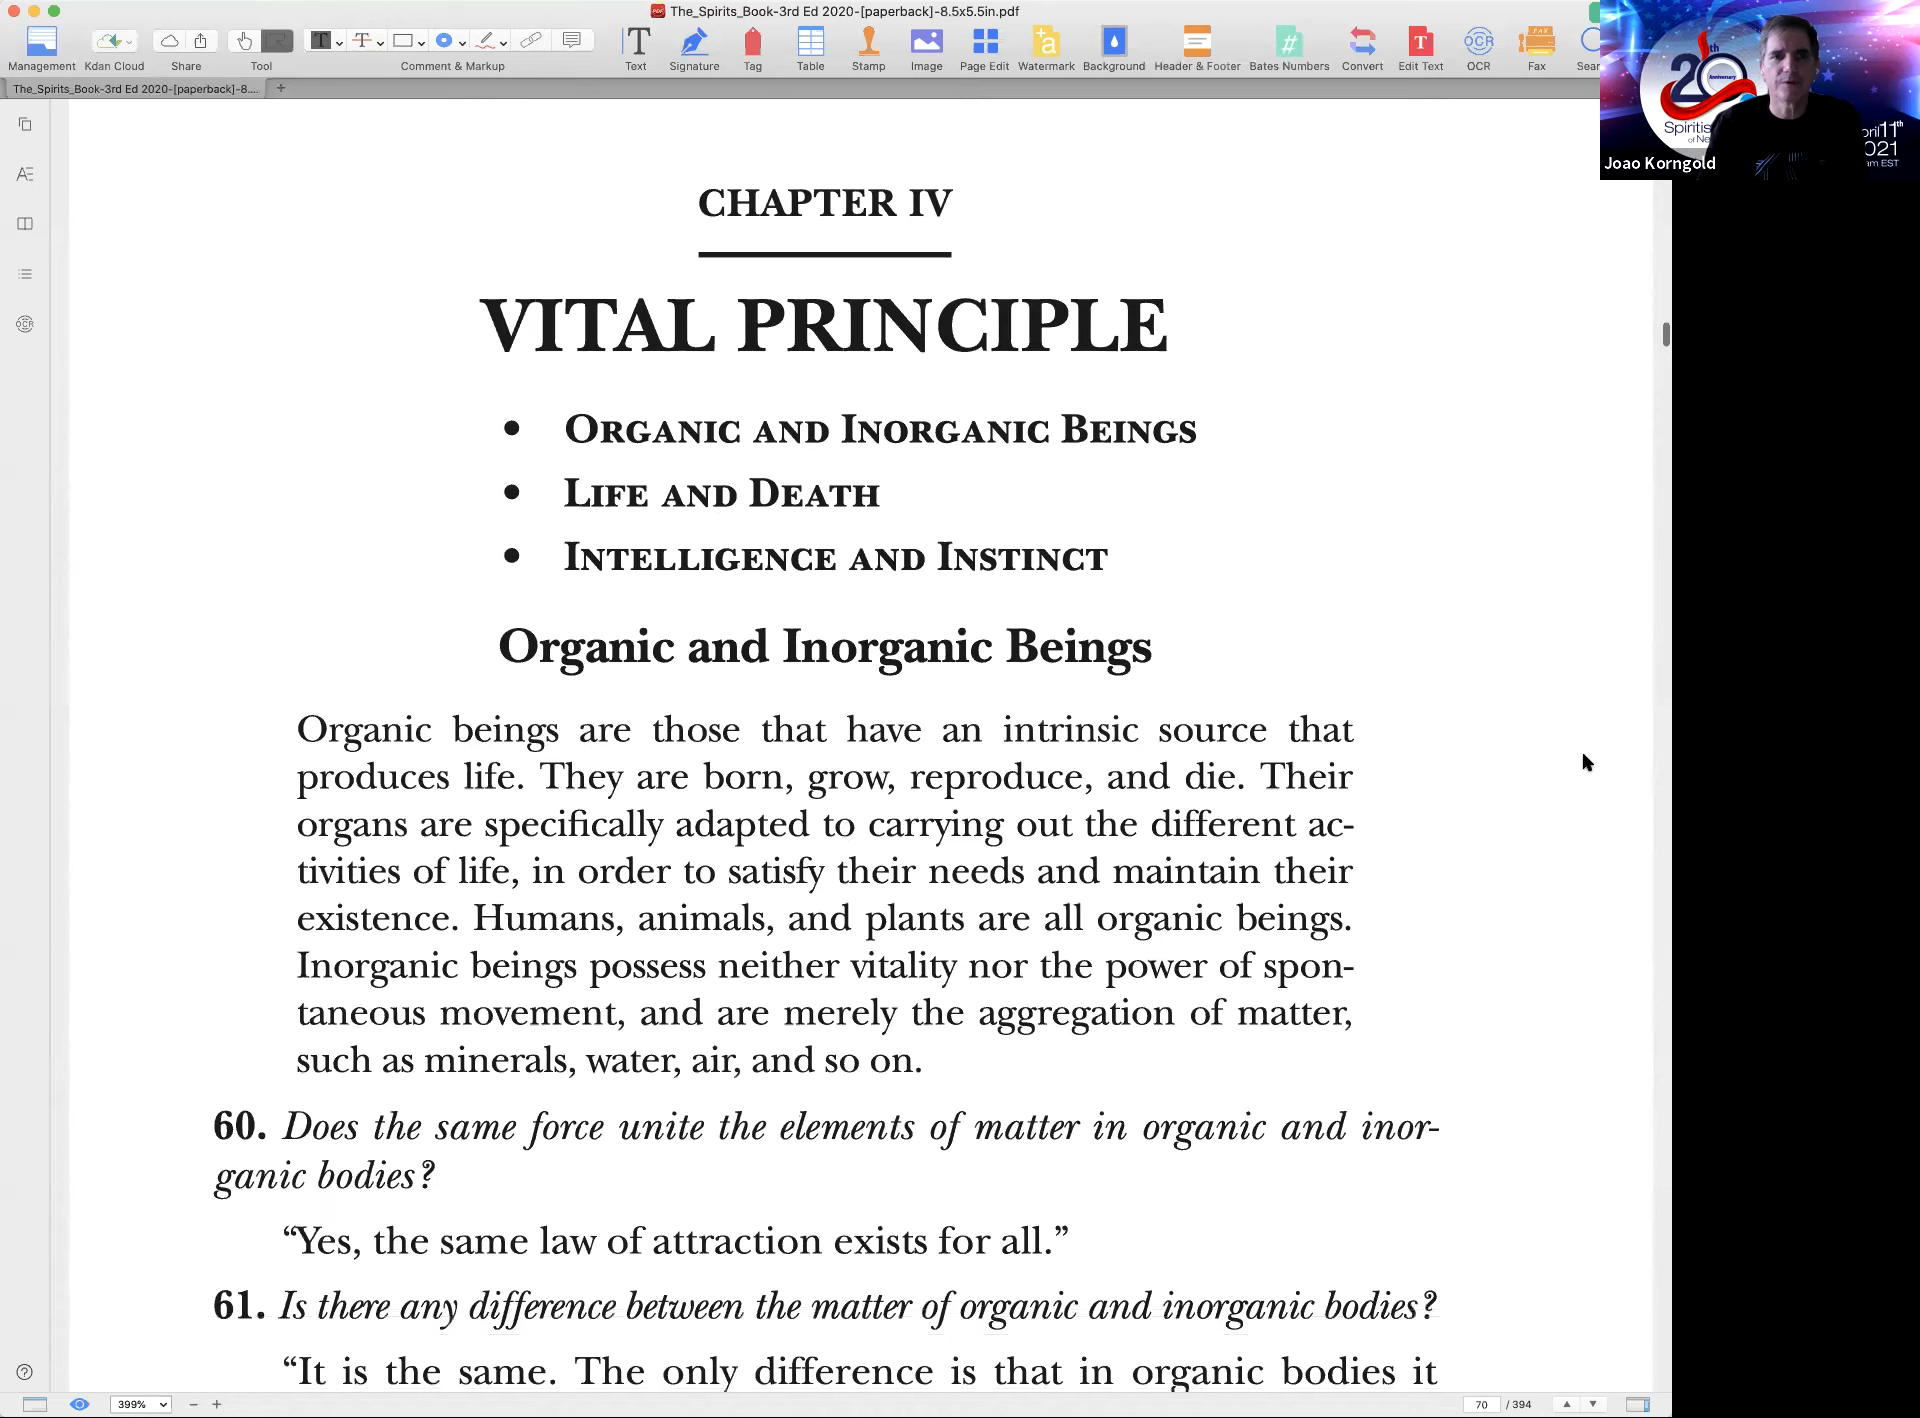 The_Spirits_Book-3rd Ed 2020-[paperback]-8.5x5.5in.pdf
Management Kdan Cloud Share Tool Comment & Markup Text Signature Tag Table Stamp Image Page Edit Watermark Background Header & Footer Bates Numbers Convert Edit Text OCR Fax
The_Spirits_Book-3rd Ed 2020-[paperback]-8....
20th
Anniversary
Joao Korngold
CHAPTER IV
VITAL PRINCIPLE
• ORGANIC AND INORGANIC BEINGS
• LIFE AND DEATH
• INTELLIGENCE AND INSTINCT
Organic and Inorganic Beings
Organic beings are those that have an intrinsic source that
produces life. They are born, grow, reproduce, and die. Their
organs are specifically adapted to carrying out the different ac-
tivities of life, in order to satisfy their needs and maintain their
existence. Humans, animals, and plants are all organic beings.
Inorganic beings possess neither vitality nor the power of spon-
taneous movement, and are merely the aggregation of matter,
such as minerals, water, air, and so on.
60. Does the same force unite the elements of matter in organic and inor-
ganic bodies?
“Yes, the same law of attraction exists for all.”
61. Is there any difference between the matter of organic and inorganic bodies?
“It is the same. The only difference is that in organic bodies it
399%
70 / 394